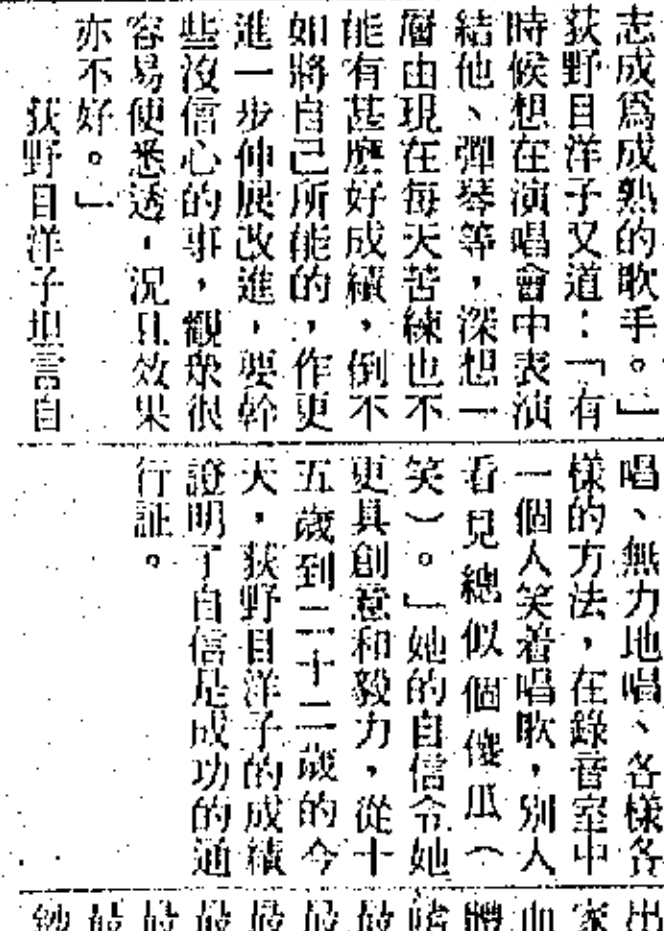 志成爲成熟的歌手。」
荻野目洋子又道：「有
時候想在演唱會中表演
結他、彈琴等，深想一
層由現在每天苦練也不
能有甚麼好成績，倒不
如將自己所能的，作更
進一步伸展改進，要幹
些沒信心的事，觀衆很
容易便悉透，況且效果
亦不好。」
荻野目洋子坦言自
唱、無力地唱、各樣各
樣的方法，在錄音室中
一個人笑着唱歌，別人
看見總似個傻瓜（
笑）。」她的自信令她
更具創意和毅力，從十
五歲到二十二歲的今
天，荻野目洋子的成績
證明了自信是成功的通
行証。